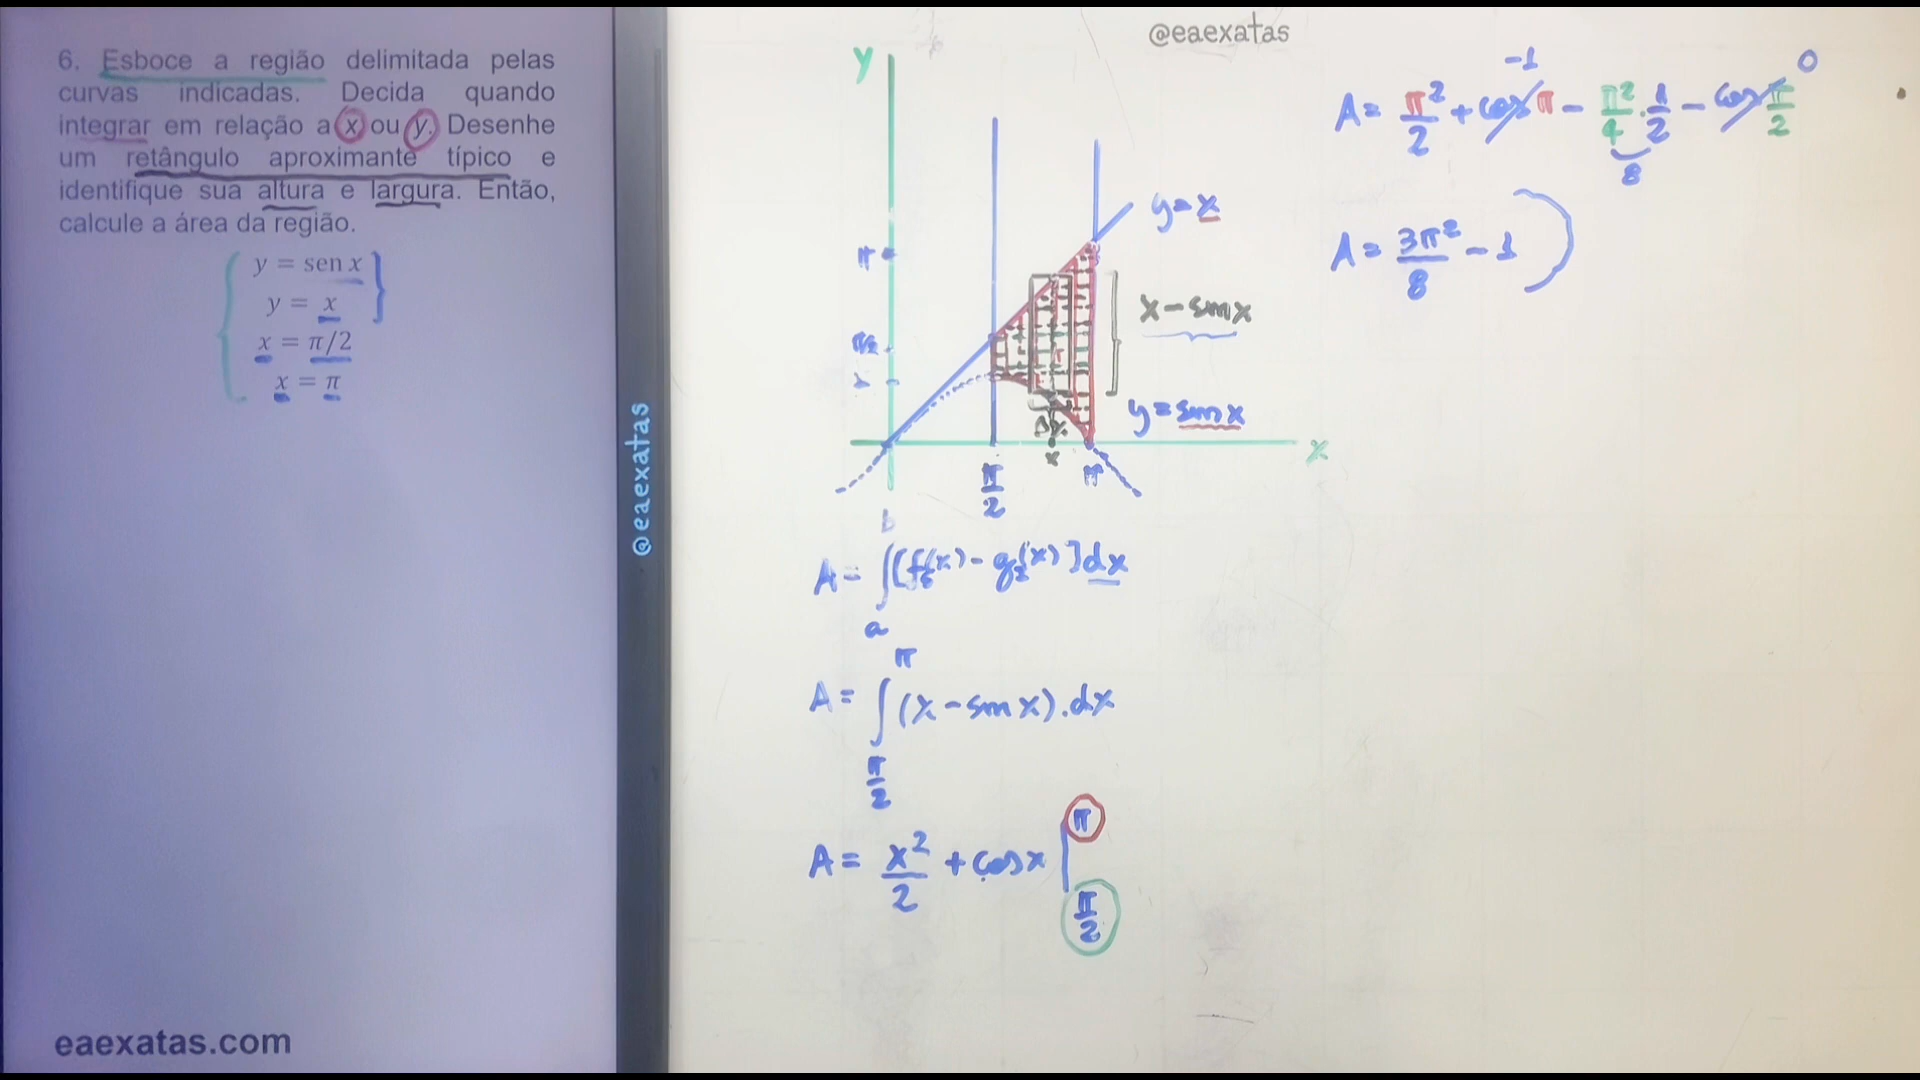 6. Esboce a região delimitada pelas
curvas indicadas. Decida quando
integrar em relação a x ou y. Desenhe
um retângulo aproximante típico e
identifique sua altura e largura. Então,
calcule a área da região.
y = sen x
y = x
x = π/2
x = π
eaexatas.com
@eaexatas
@eaexatas
y
π
π/2
1
y = x
x - sen x
y = sen x
Δx
x
x
π/2
π
A = ∫ₐᵇ [f(x) - g(x)] dx
A = ∫_{π/2}^{π} (x - sen x). dx
A = x²/2 + cos x |_{π/2}^{π}
-1 0
A = π²/2 + cos π - π²/4 . 1/2 - cos π/2
8
A = 3π²/8 - 1